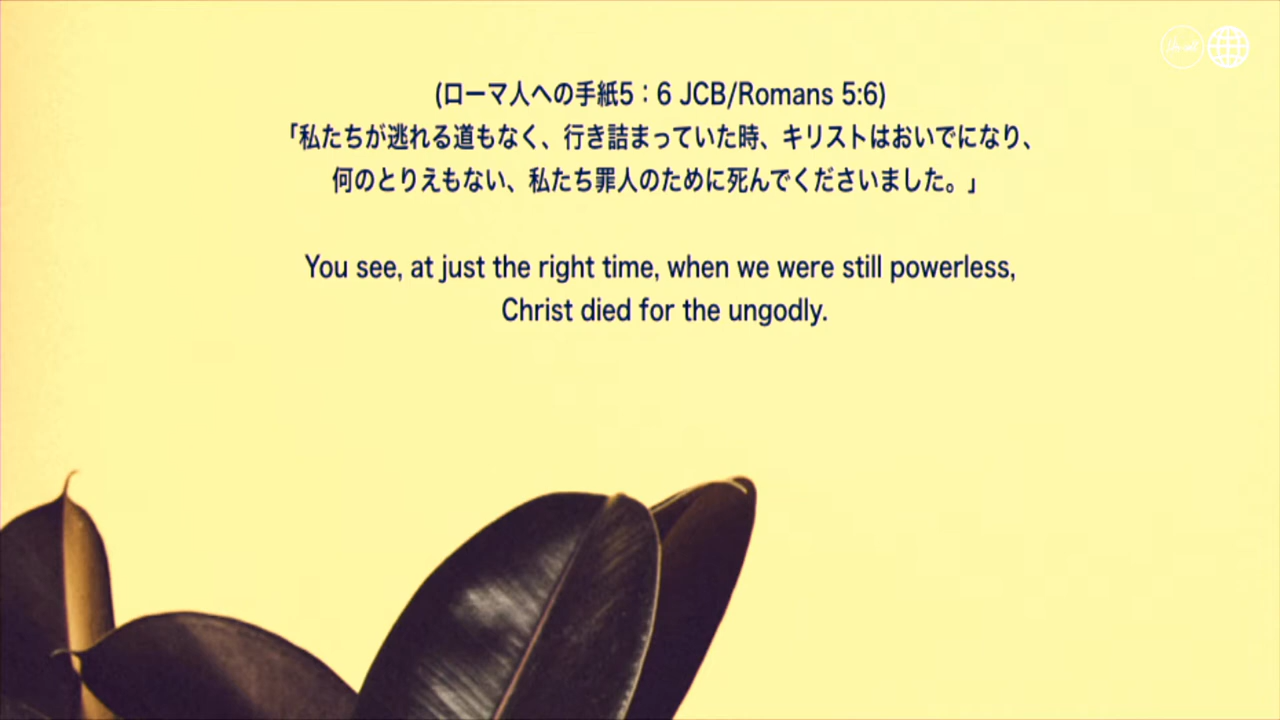 (ローマ人への手紙5：6 JCB/Romans 5:6)
「私たちが逃れる道もなく、行き詰まっていた時、キリストはおいでになり、
何のとりえもない、私たち罪人のために死んでくださいました。」
You see, at just the right time, when we were still powerless,
Christ died for the ungodly.